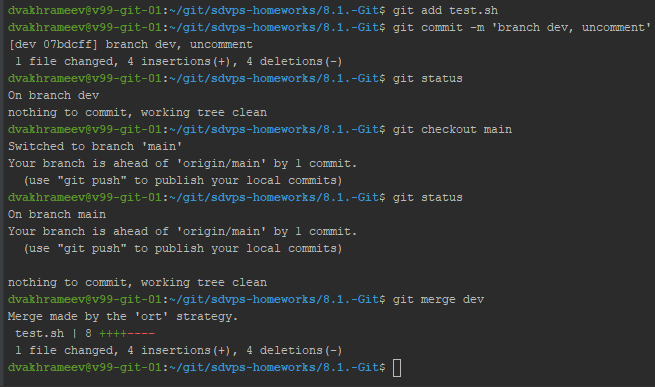 dvakhrameev@v99-git-01:~/git/sdvps-homeworks/8.1.-Git$ git add test.sh
dvakhrameev@v99-git-01:~/git/sdvps-homeworks/8.1.-Git$ git commit -m 'branch dev, uncomment'
[dev 07bdcff] branch dev, uncomment
 1 file changed, 4 insertions(+), 4 deletions(-)
dvakhrameev@v99-git-01:~/git/sdvps-homeworks/8.1.-Git$ git status
On branch dev
nothing to commit, working tree clean
dvakhrameev@v99-git-01:~/git/sdvps-homeworks/8.1.-Git$ git checkout main
Switched to branch 'main'
Your branch is ahead of 'origin/main' by 1 commit.
  (use "git push" to publish your local commits)
dvakhrameev@v99-git-01:~/git/sdvps-homeworks/8.1.-Git$ git status
On branch main
Your branch is ahead of 'origin/main' by 1 commit.
  (use "git push" to publish your local commits)
nothing to commit, working tree clean
dvakhrameev@v99-git-01:~/git/sdvps-homeworks/8.1.-Git$ git merge dev
Merge made by the 'ort' strategy.
 test.sh | 8 ++++----
 1 file changed, 4 insertions(+), 4 deletions(-)
dvakhrameev@v99-git-01:~/git/sdvps-homeworks/8.1.-Git$